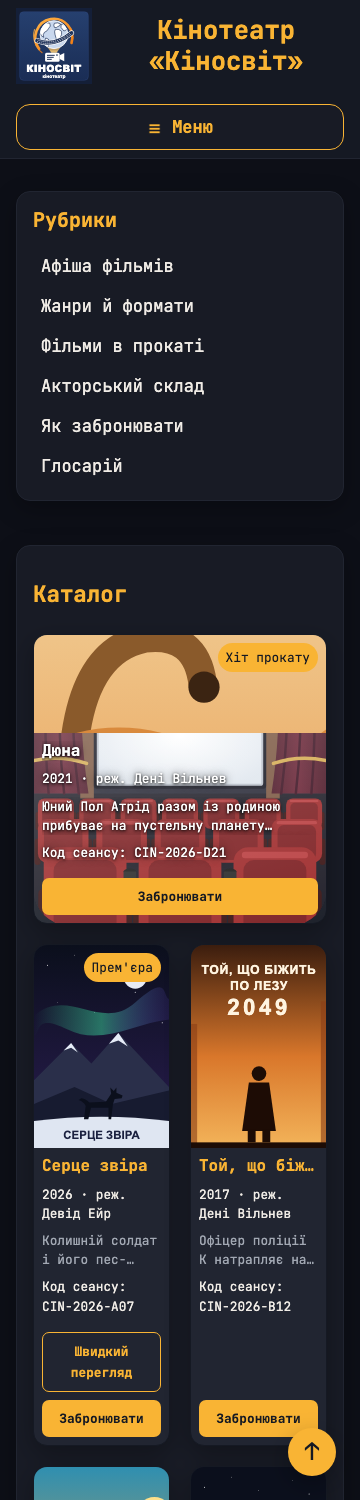 КІНОСВІТ
кінотеатр
Кінотеатр
«Кіносвіт»
≡ Меню
Рубрики
Афіша фільмів
Жанри й формати
Фільми в прокаті
Акторський склад
Як забронювати
Глосарій
Каталог
Хіт прокату
Дюна
2021 · реж. Дені Вільнев
Юний Пол Атрід разом із родиною
прибуває на пустельну планету…
Код сеансу: CIN-2026-D21
Забронювати
Прем'єра
СЕРЦЕ ЗВІРА
Серце звіра
2026 · реж.
Девід Ейр
Колишній солдат
і його пес-…
Код сеансу:
CIN-2026-A07
Швидкий
перегляд
Забронювати
ТОЙ, ЩО БІЖИТЬ
ПО ЛЕЗУ
2049
Той, що біж…
2017 · реж.
Дені Вільнев
Офіцер поліції
К натрапляє на…
Код сеансу:
CIN-2026-B12
Забронювати